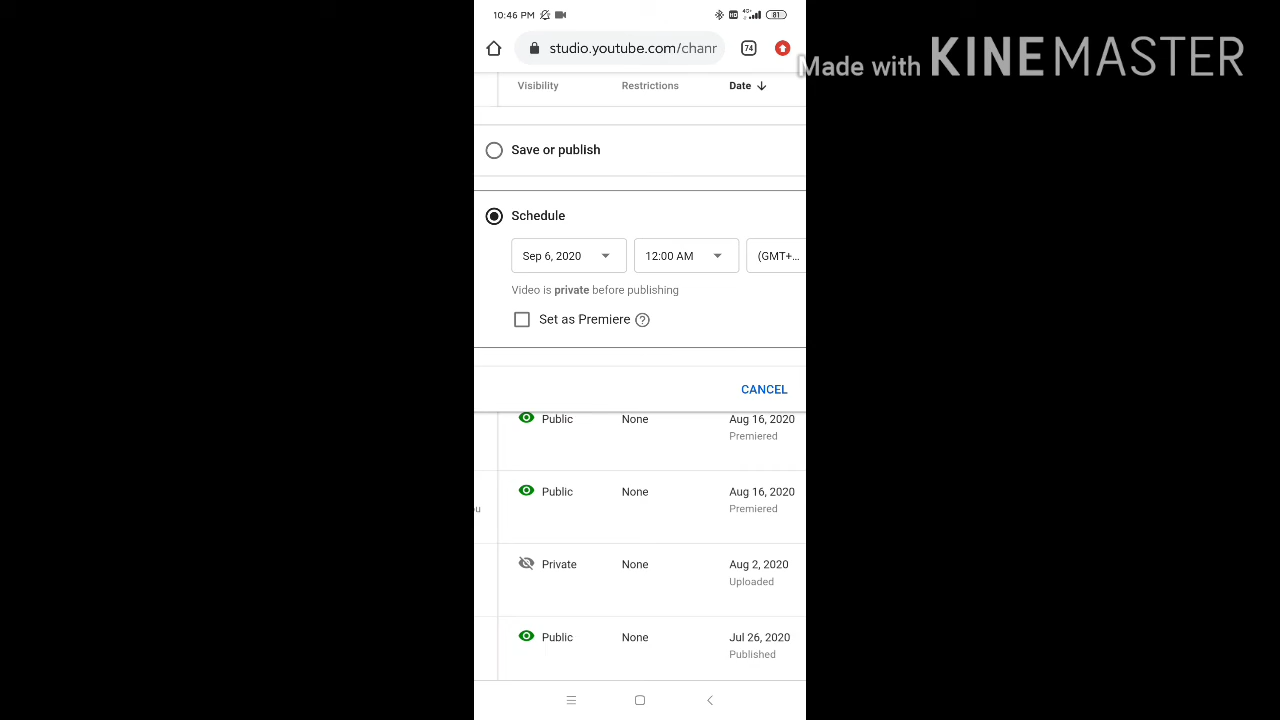 10:46 PM HD 4G+ 81
studio.youtube.com/chanr 74
Made with KINEMASTER
Visibility Restrictions Date
Save or publish
Schedule
Sep 6, 2020 12:00 AM (GMT+...
Video is private before publishing
Set as Premiere ?
CANCEL
Public None Aug 16, 2020
Premiered
Public None Aug 16, 2020
u Premiered
Private None Aug 2, 2020
Uploaded
Public None Jul 26, 2020
Published